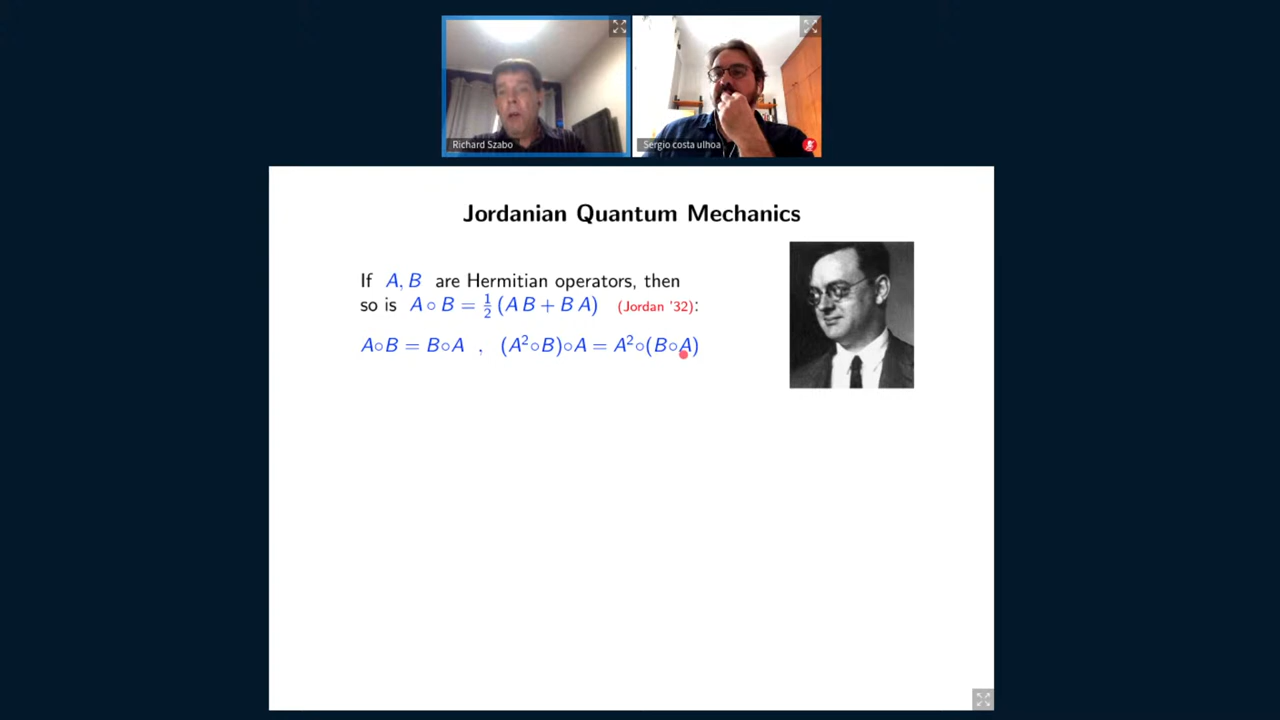 Richard Szabo
Sergio costa ulhoa
Jordanian Quantum Mechanics
If A, B are Hermitian operators, then
so is A ∘ B = ½ (A B + B A) (Jordan '32):
A∘B = B∘A , (A²∘B)∘A = A²∘(B∘A)